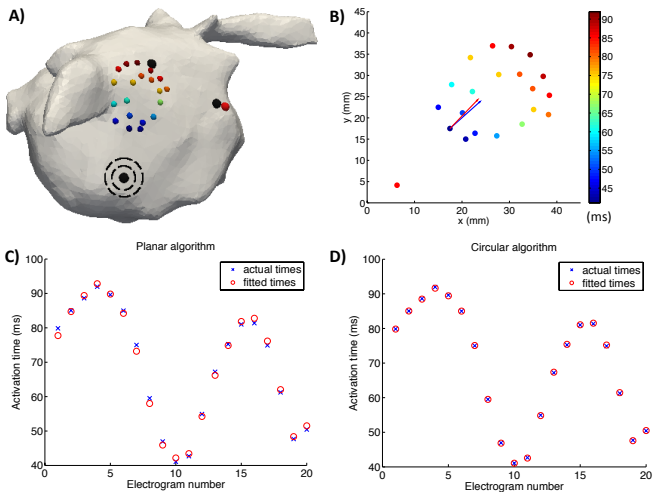 A)
B)
45
40
35
30
25
20
15
10
5
0
y (mm)
0 10 20 30 40
x (mm)
90
85
80
75
70
65
60
55
50
45
(ms)
C)
Planar algorithm
100
90
80
70
60
50
40
Activation time (ms)
0 5 10 15 20
Electrogram number
actual times
fitted times
D)
Circular algorithm
100
90
80
70
60
50
40
Activation time (ms)
0 5 10 15 20
Electrogram number
actual times
fitted times